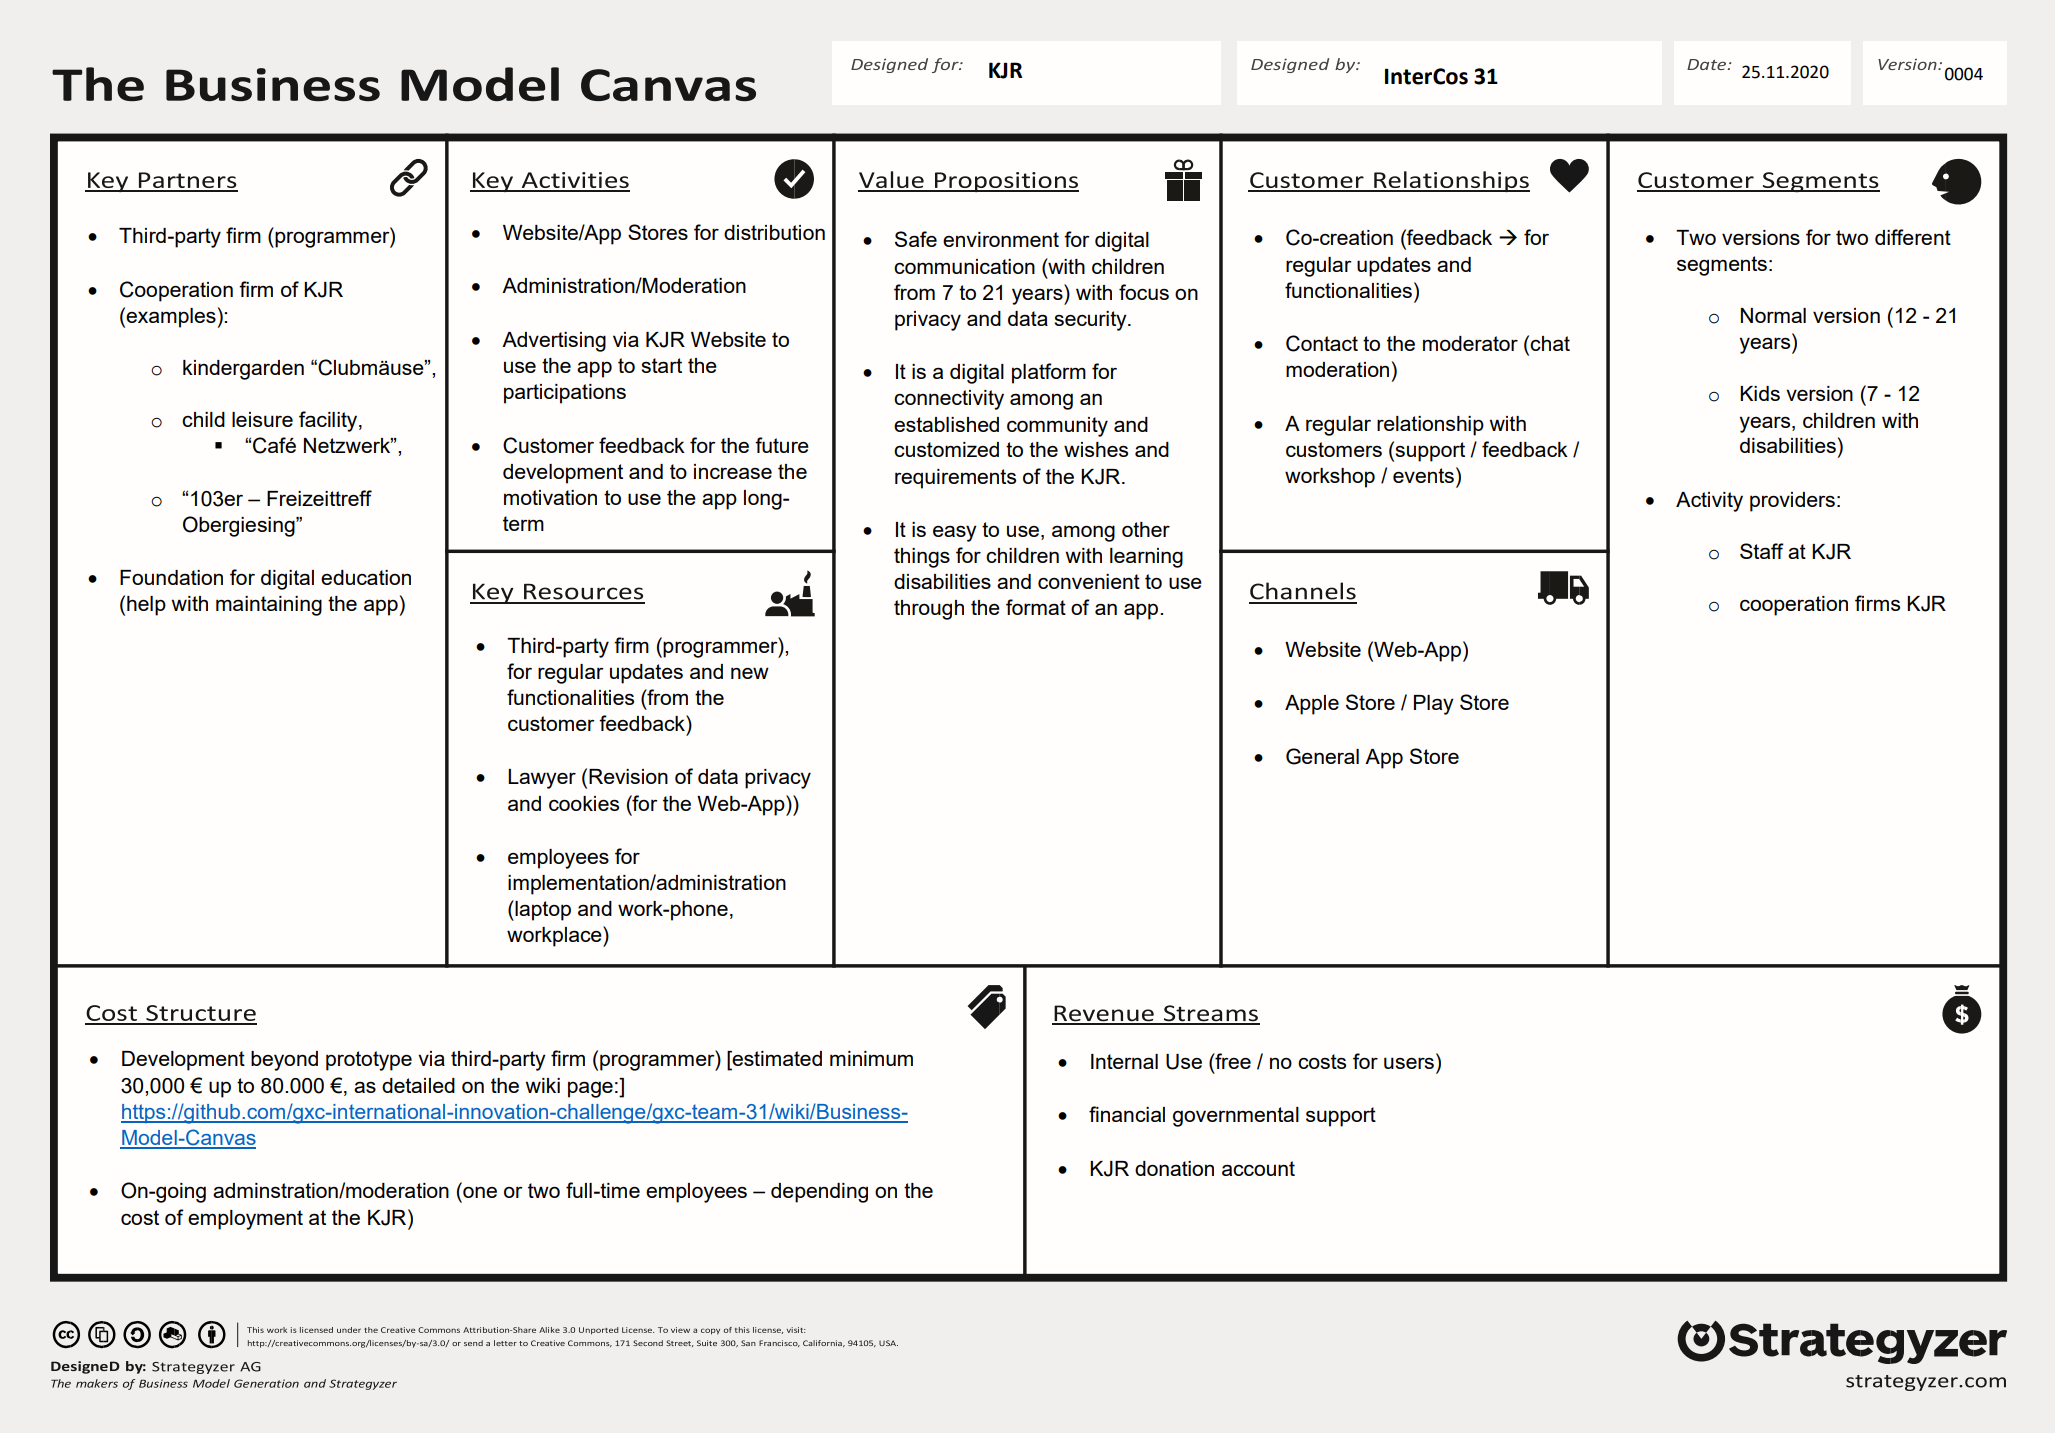 The Business Model Canvas
Designed for: KJR
Designed by: InterCos 31
Date: 25.11.2020
Version: 0004
Key Partners
• Third-party firm (programmer)
• Cooperation firm of KJR
(examples):
o kindergarden “Clubmäuse”,
o child leisure facility,
▪ “Café Netzwerk”,
o “103er – Freizeittreff
Obergiesing”
• Foundation for digital education
(help with maintaining the app)
Key Activities
• Website/App Stores for distribution
• Administration/Moderation
• Advertising via KJR Website to
use the app to start the
participations
• Customer feedback for the future
development and to increase the
motivation to use the app long-
term
Key Resources
• Third-party firm (programmer),
for regular updates and new
functionalities (from the
customer feedback)
• Lawyer (Revision of data privacy
and cookies (for the Web-App))
• employees for
implementation/administration
(laptop and work-phone,
workplace)
Value Propositions
• Safe environment for digital
communication (with children
from 7 to 21 years) with focus on
privacy and data security.
• It is a digital platform for
connectivity among an
established community and
customized to the wishes and
requirements of the KJR.
• It is easy to use, among other
things for children with learning
disabilities and convenient to use
through the format of an app.
Customer Relationships
• Co-creation (feedback → for
regular updates and
functionalities)
• Contact to the moderator (chat
moderation)
• A regular relationship with
customers (support / feedback /
workshop / events)
Channels
• Website (Web-App)
• Apple Store / Play Store
• General App Store
Customer Segments
• Two versions for two different
segments:
o Normal version (12 - 21
years)
o Kids version (7 - 12
years, children with
disabilities)
• Activity providers:
o Staff at KJR
o cooperation firms KJR
Cost Structure
• Development beyond prototype via third-party firm (programmer) [estimated minimum
30,000 € up to 80.000 €, as detailed on the wiki page:]
https://github.com/gxc-international-innovation-challenge/gxc-team-31/wiki/Business-
Model-Canvas
• On-going adminstration/moderation (one or two full-time employees – depending on the
cost of employment at the KJR)
Revenue Streams
$
• Internal Use (free / no costs for users)
• financial governmental support
• KJR donation account
cc
This work is licensed under the Creative Commons Attribution-Share Alike 3.0 Unported License. To view a copy of this license, visit:
http://creativecommons.org/licenses/by-sa/3.0/ or send a letter to Creative Commons, 171 Second Street, Suite 300, San Francisco, California, 94105, USA.
DesigneD by: Strategyzer AG
The makers of Business Model Generation and Strategyzer
Strategyzer
strategyzer.com